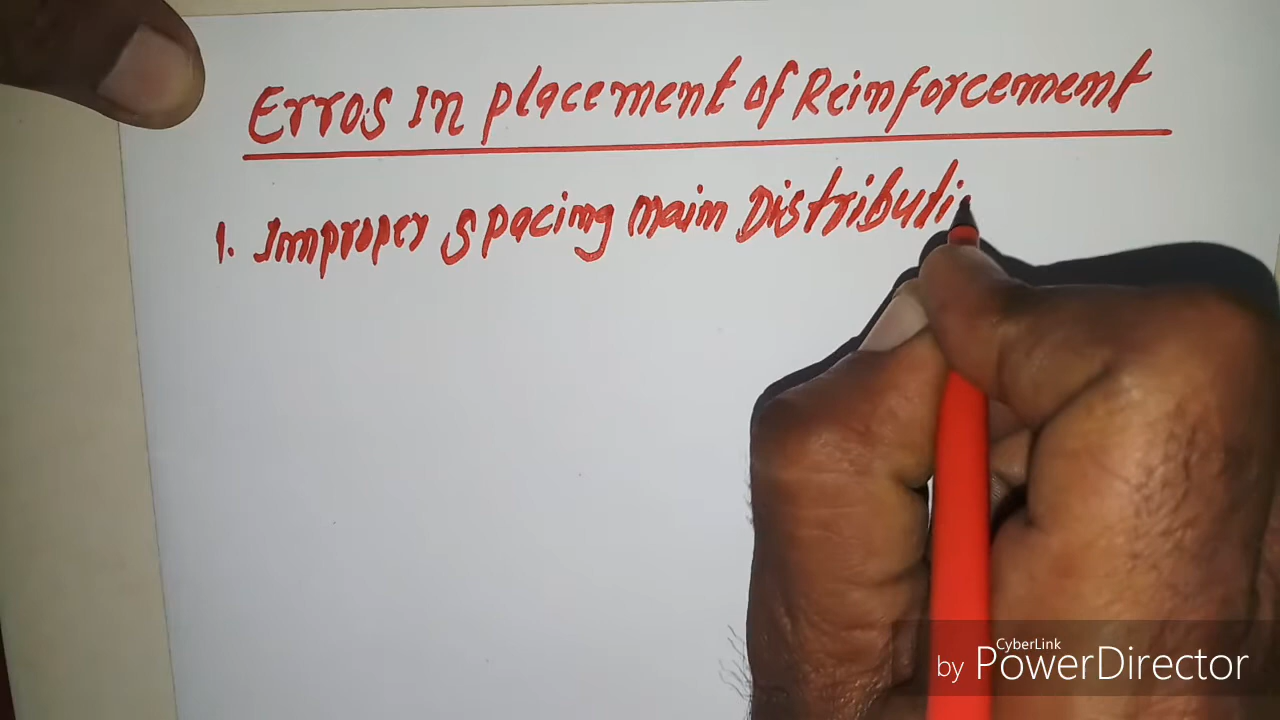 Erros In placement of Reinforcement
1. Improper spacing main Distributi
CyberLink
by PowerDirector